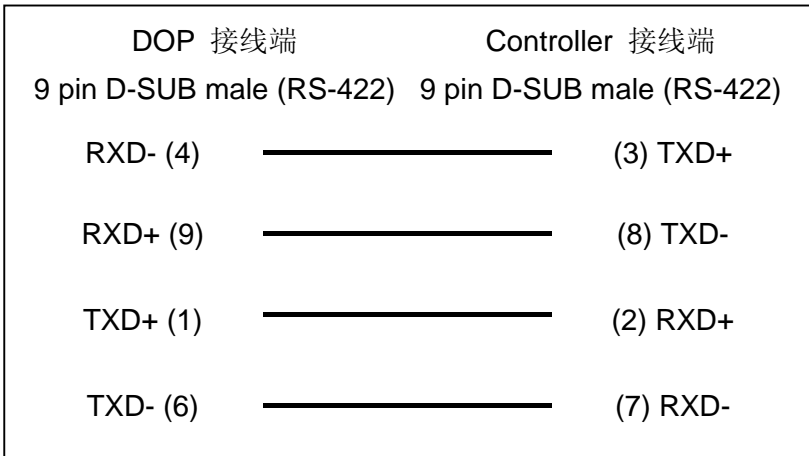 DOP 接线端 Controller 接线端
9 pin D-SUB male (RS-422) 9 pin D-SUB male (RS-422)
RXD- (4) (3) TXD+
RXD+ (9) (8) TXD-
TXD+ (1) (2) RXD+
TXD- (6) (7) RXD-